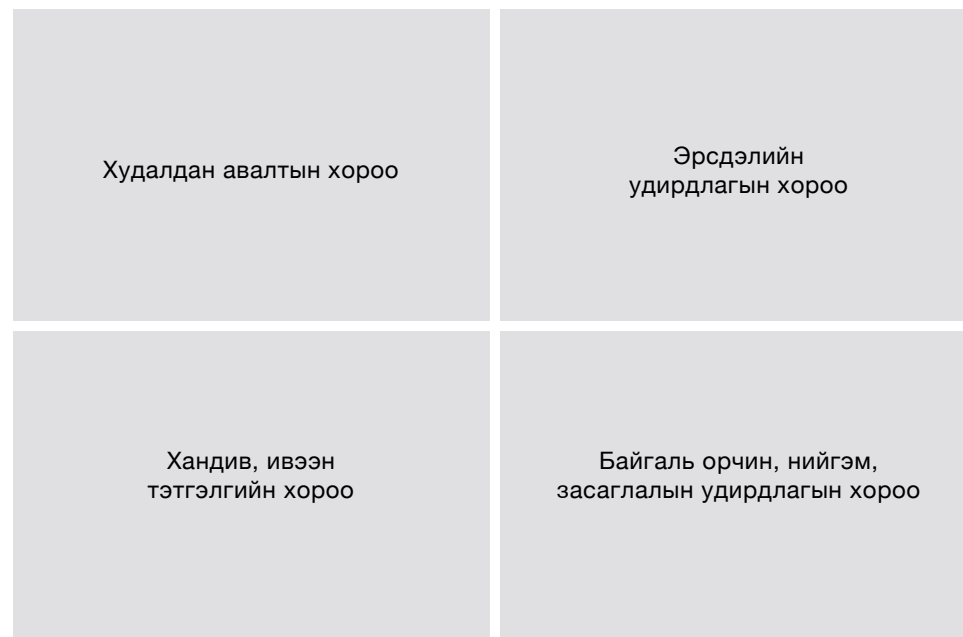 Худалдан авалтын хороо
Эрсдэлийн
удирдлагын хороо
Хандив, ивээн
тэтгэлгийн хороо
Байгаль орчин, нийгэм,
засаглалын удирдлагын хороо